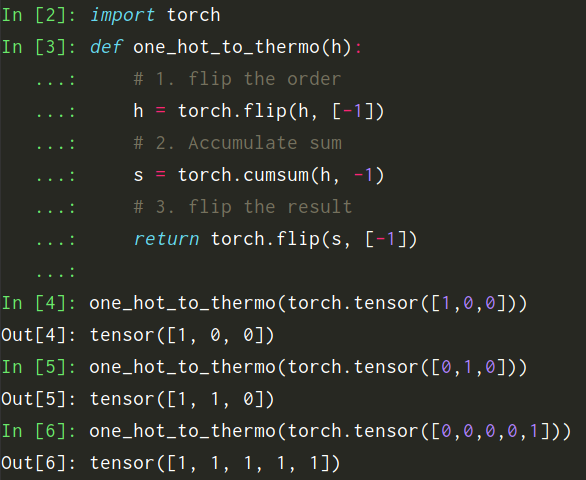 In [2]: import torch
In [3]: def one_hot_to_thermo(h):
   ...:     # 1. flip the order
   ...:     h = torch.flip(h, [-1])
   ...:     # 2. Accumulate sum
   ...:     s = torch.cumsum(h, -1)
   ...:     # 3. flip the result
   ...:     return torch.flip(s, [-1])
   ...:
In [4]: one_hot_to_thermo(torch.tensor([1,0,0]))
Out[4]: tensor([1, 0, 0])
In [5]: one_hot_to_thermo(torch.tensor([0,1,0]))
Out[5]: tensor([1, 1, 0])
In [6]: one_hot_to_thermo(torch.tensor([0,0,0,0,1]))
Out[6]: tensor([1, 1, 1, 1, 1])